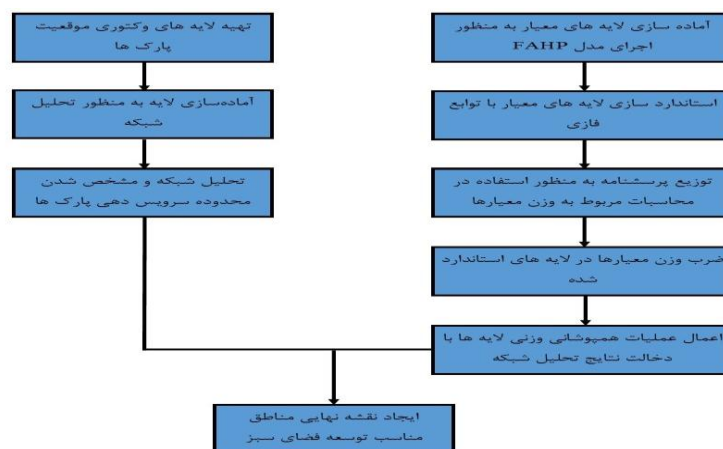 آماده سازی لایه های معیار به منظور
اجرای مدل FAHP
استاندارد سازی لایه های معیار با توابع
فازی
توزیع پرسشنامه به منظور استفاده در
محاسبات مربوط به وزن معیارها
ضرب وزن معیارها در لایه های استاندارد
شده
اعمال عملیات همپوشانی وزنی لایه ها با
دخالت نتایج تحلیل شبکه
تهیه لایه های وکتوری موقعیت
پارک ها
آماده‌سازی لایه به منظور تحلیل
شبکه
تحلیل شبکه و مشخص شدن
محدوده سرویس دهی پارک ها
ایجاد نقشه نهایی مناطق
مناسب توسعه فضای سبز